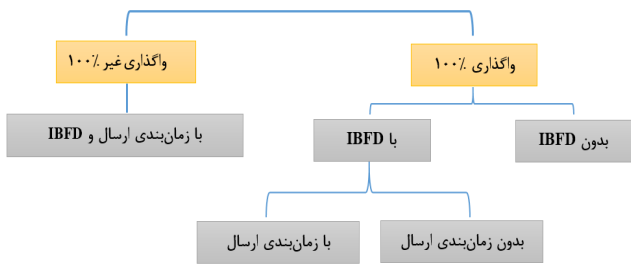 واگذاری ۱۰۰٪
واگذاری غیر ۱۰۰٪
بدون IBFD
با IBFD
با زمان‌بندی ارسال و IBFD
بدون زمان‌بندی ارسال
با زمان‌بندی ارسال